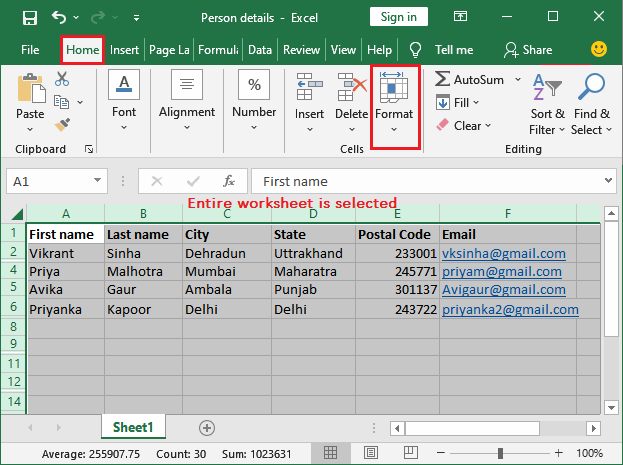 Person details - Excel Sign in
File Home Insert Page La Formula Data Review View Help Tell me Share
Paste Font Alignment % Number Insert Delete Format AutoSum Fill Clear Sort & Filter Find & Select
Clipboard Cells Editing
A1 fx First name
Entire worksheet is selected
A B C D E F
1 First name Last name City State Postal Code Email
2 Vikrant Sinha Dehradun Uttrakhand 233001 vksinha@gmail.com
4 Priya Malhotra Mumbai Maharatra 245771 priyam@gmail.com
5 Avika Gaur Ambala Punjab 301137 Avigaur@gmail.com
6 Priyanka Kapoor Delhi Delhi 243722 priyanka2@gmail.com
8
9
11
12
14
Sheet1
Average: 255907.75 Count: 30 Sum: 1023631 100%